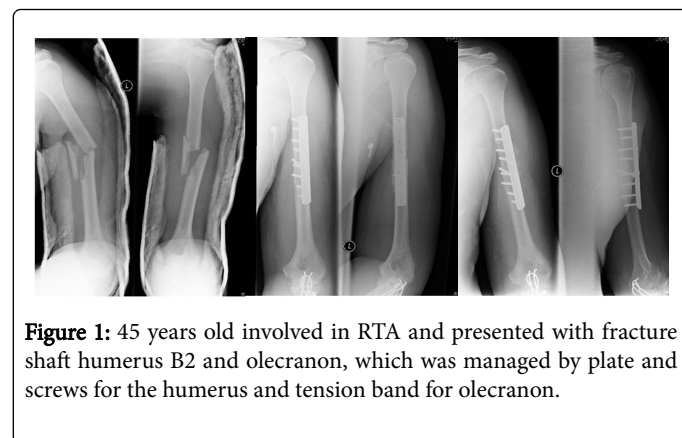 L
L
L
Figure 1: 45 years old involved in RTA and presented with fracture
shaft humerus B2 and olecranon, which was managed by plate and
screws for the humerus and tension band for olecranon.